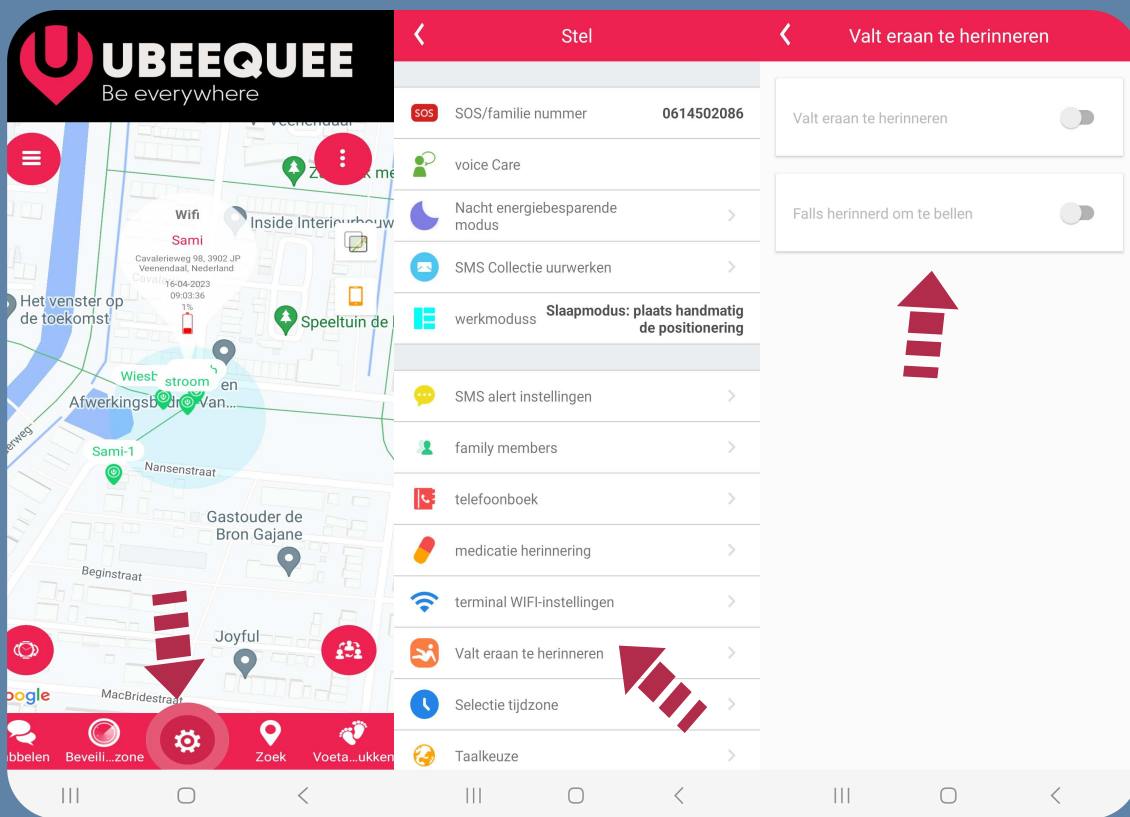 UBEEQUEE
Be everywhere
Wifi
Sami
Cavalerieweg 98, 3902 JP
Veenendaal, Nederland
16-04-2023
09:03:36
1%
Inside Interieurbouw
Het venster op
de toekomst
Speeltuin de
stroom
en
Afwerkingsbedrijf Van...
Sami-1
Nansenstraat
Gastouder de
Bron Gajane
Beginstraat
Joyful
MacBridestraat
Beveili...zone
Zoek
Voeta...ukken
Stel
SOS
SOS/familie nummer
0614502086
voice Care
Nacht energiebesparende
modus
SMS Collectie uurwerken
werkmoduss
Slaapmodus: plaats handmatig
de positionering
SMS alert instellingen
family members
telefoonboek
medicatie herinnering
terminal WIFI-instellingen
Valt eraan te herinneren
Selectie tijdzone
Taalkeuze
Valt eraan te herinneren
Valt eraan te herinneren
Falls herinnerd om te bellen